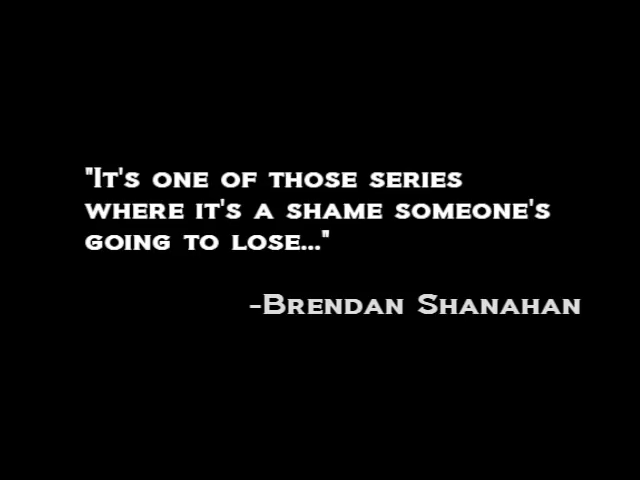 "It's one of those series
where it's a shame someone's
going to lose..."
-Brendan Shanahan